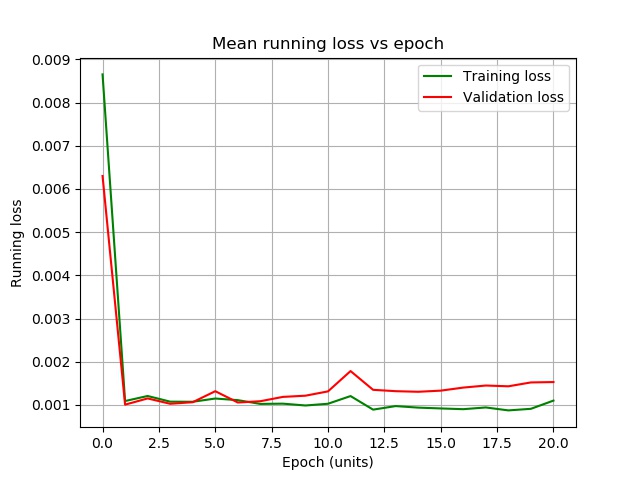 Mean running loss vs epoch
Training loss
Validation loss
0.009
0.008
0.007
0.006
0.005
0.004
0.003
0.002
0.001
Running loss
0.0 2.5 5.0 7.5 10.0 12.5 15.0 17.5 20.0
Epoch (units)